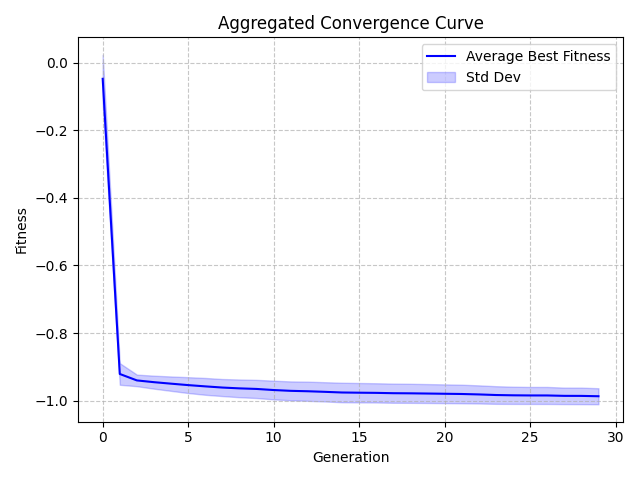 Aggregated Convergence Curve
Average Best Fitness
Std Dev
Fitness
0.0
−0.2
−0.4
−0.6
−0.8
−1.0
0 5 10 15 20 25 30
Generation